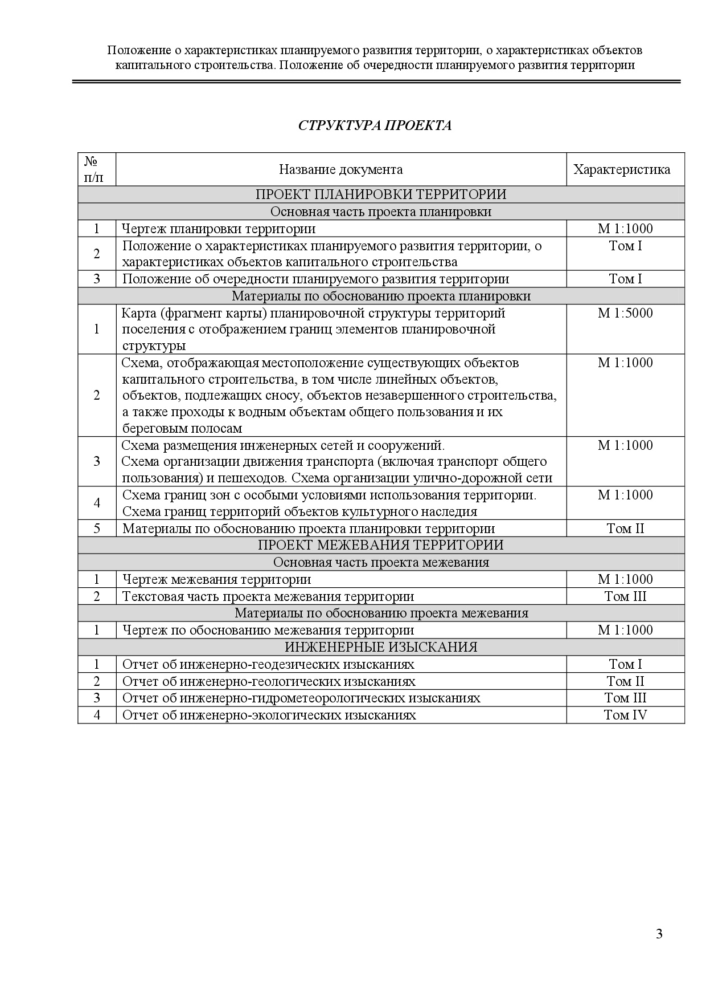 Положение о характеристиках планируемого развития территории, о характеристиках объектов
капитального строительства. Положение об очередности планируемого развития территории
СТРУКТУРА ПРОЕКТА
№
п/п
Название документа
Характеристика
ПРОЕКТ ПЛАНИРОВКИ ТЕРРИТОРИИ
Основная часть проекта планировки
1 Чертеж планировки территории М 1:1000
2 Положение о характеристиках планируемого развития территории, о Том I
характеристиках объектов капитального строительства
3 Положение об очередности планируемого развития территории Том I
Материалы по обоснованию проекта планировки
1 Карта (фрагмент карты) планировочной структуры территорий М 1:5000
поселения с отображением границ элементов планировочной
структуры
2 Схема, отображающая местоположение существующих объектов М 1:1000
капитального строительства, в том числе линейных объектов,
объектов, подлежащих сносу, объектов незавершенного строительства,
а также проходы к водным объектам общего пользования и их
береговым полосам
3 Схема размещения инженерных сетей и сооружений. М 1:1000
Схема организации движения транспорта (включая транспорт общего
пользования) и пешеходов. Схема организации улично-дорожной сети
4 Схема границ зон с особыми условиями использования территории. М 1:1000
Схема границ территорий объектов культурного наследия
5 Материалы по обоснованию проекта планировки территории Том II
ПРОЕКТ МЕЖЕВАНИЯ ТЕРРИТОРИИ
Основная часть проекта межевания
1 Чертеж межевания территории М 1:1000
2 Текстовая часть проекта межевания территории Том III
Материалы по обоснованию проекта межевания
1 Чертеж по обоснованию межевания территории М 1:1000
ИНЖЕНЕРНЫЕ ИЗЫСКАНИЯ
1 Отчет об инженерно-геодезических изысканиях Том I
2 Отчет об инженерно-геологических изысканиях Том II
3 Отчет об инженерно-гидрометеорологических изысканиях Том III
4 Отчет об инженерно-экологических изысканиях Том IV
3